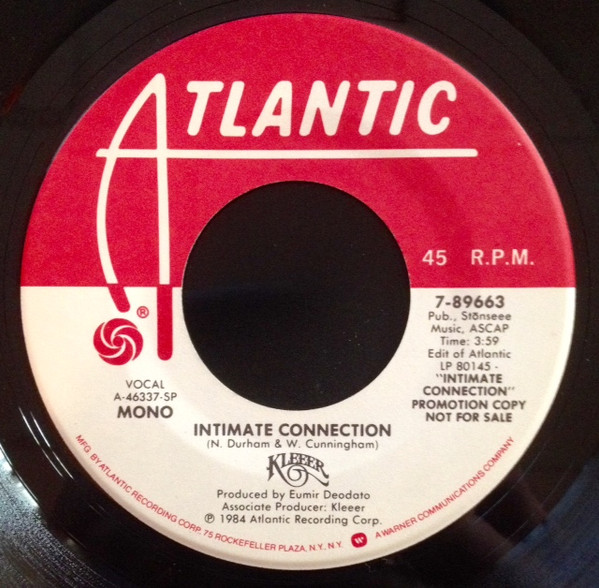 ATLANTIC
45 R.P.M.
®
7-89663
Pub., Stōnseee
Music, ASCAP
Time: 3:59
Edit of Atlantic
LP 80145 -
"INTIMATE
CONNECTION"
PROMOTION COPY
NOT FOR SALE
VOCAL
A-46337-SP
MONO
INTIMATE CONNECTION
(N. Durham & W. Cunningham)
KLEEER
Produced by Eumir Deodato
Associate Producer: Kleeer
℗ 1984 Atlantic Recording Corp.
MFG. BY ATLANTIC RECORDING CORP. 75 ROCKEFELLER PLAZA, N.Y., N.Y. A WARNER COMMUNICATIONS COMPANY